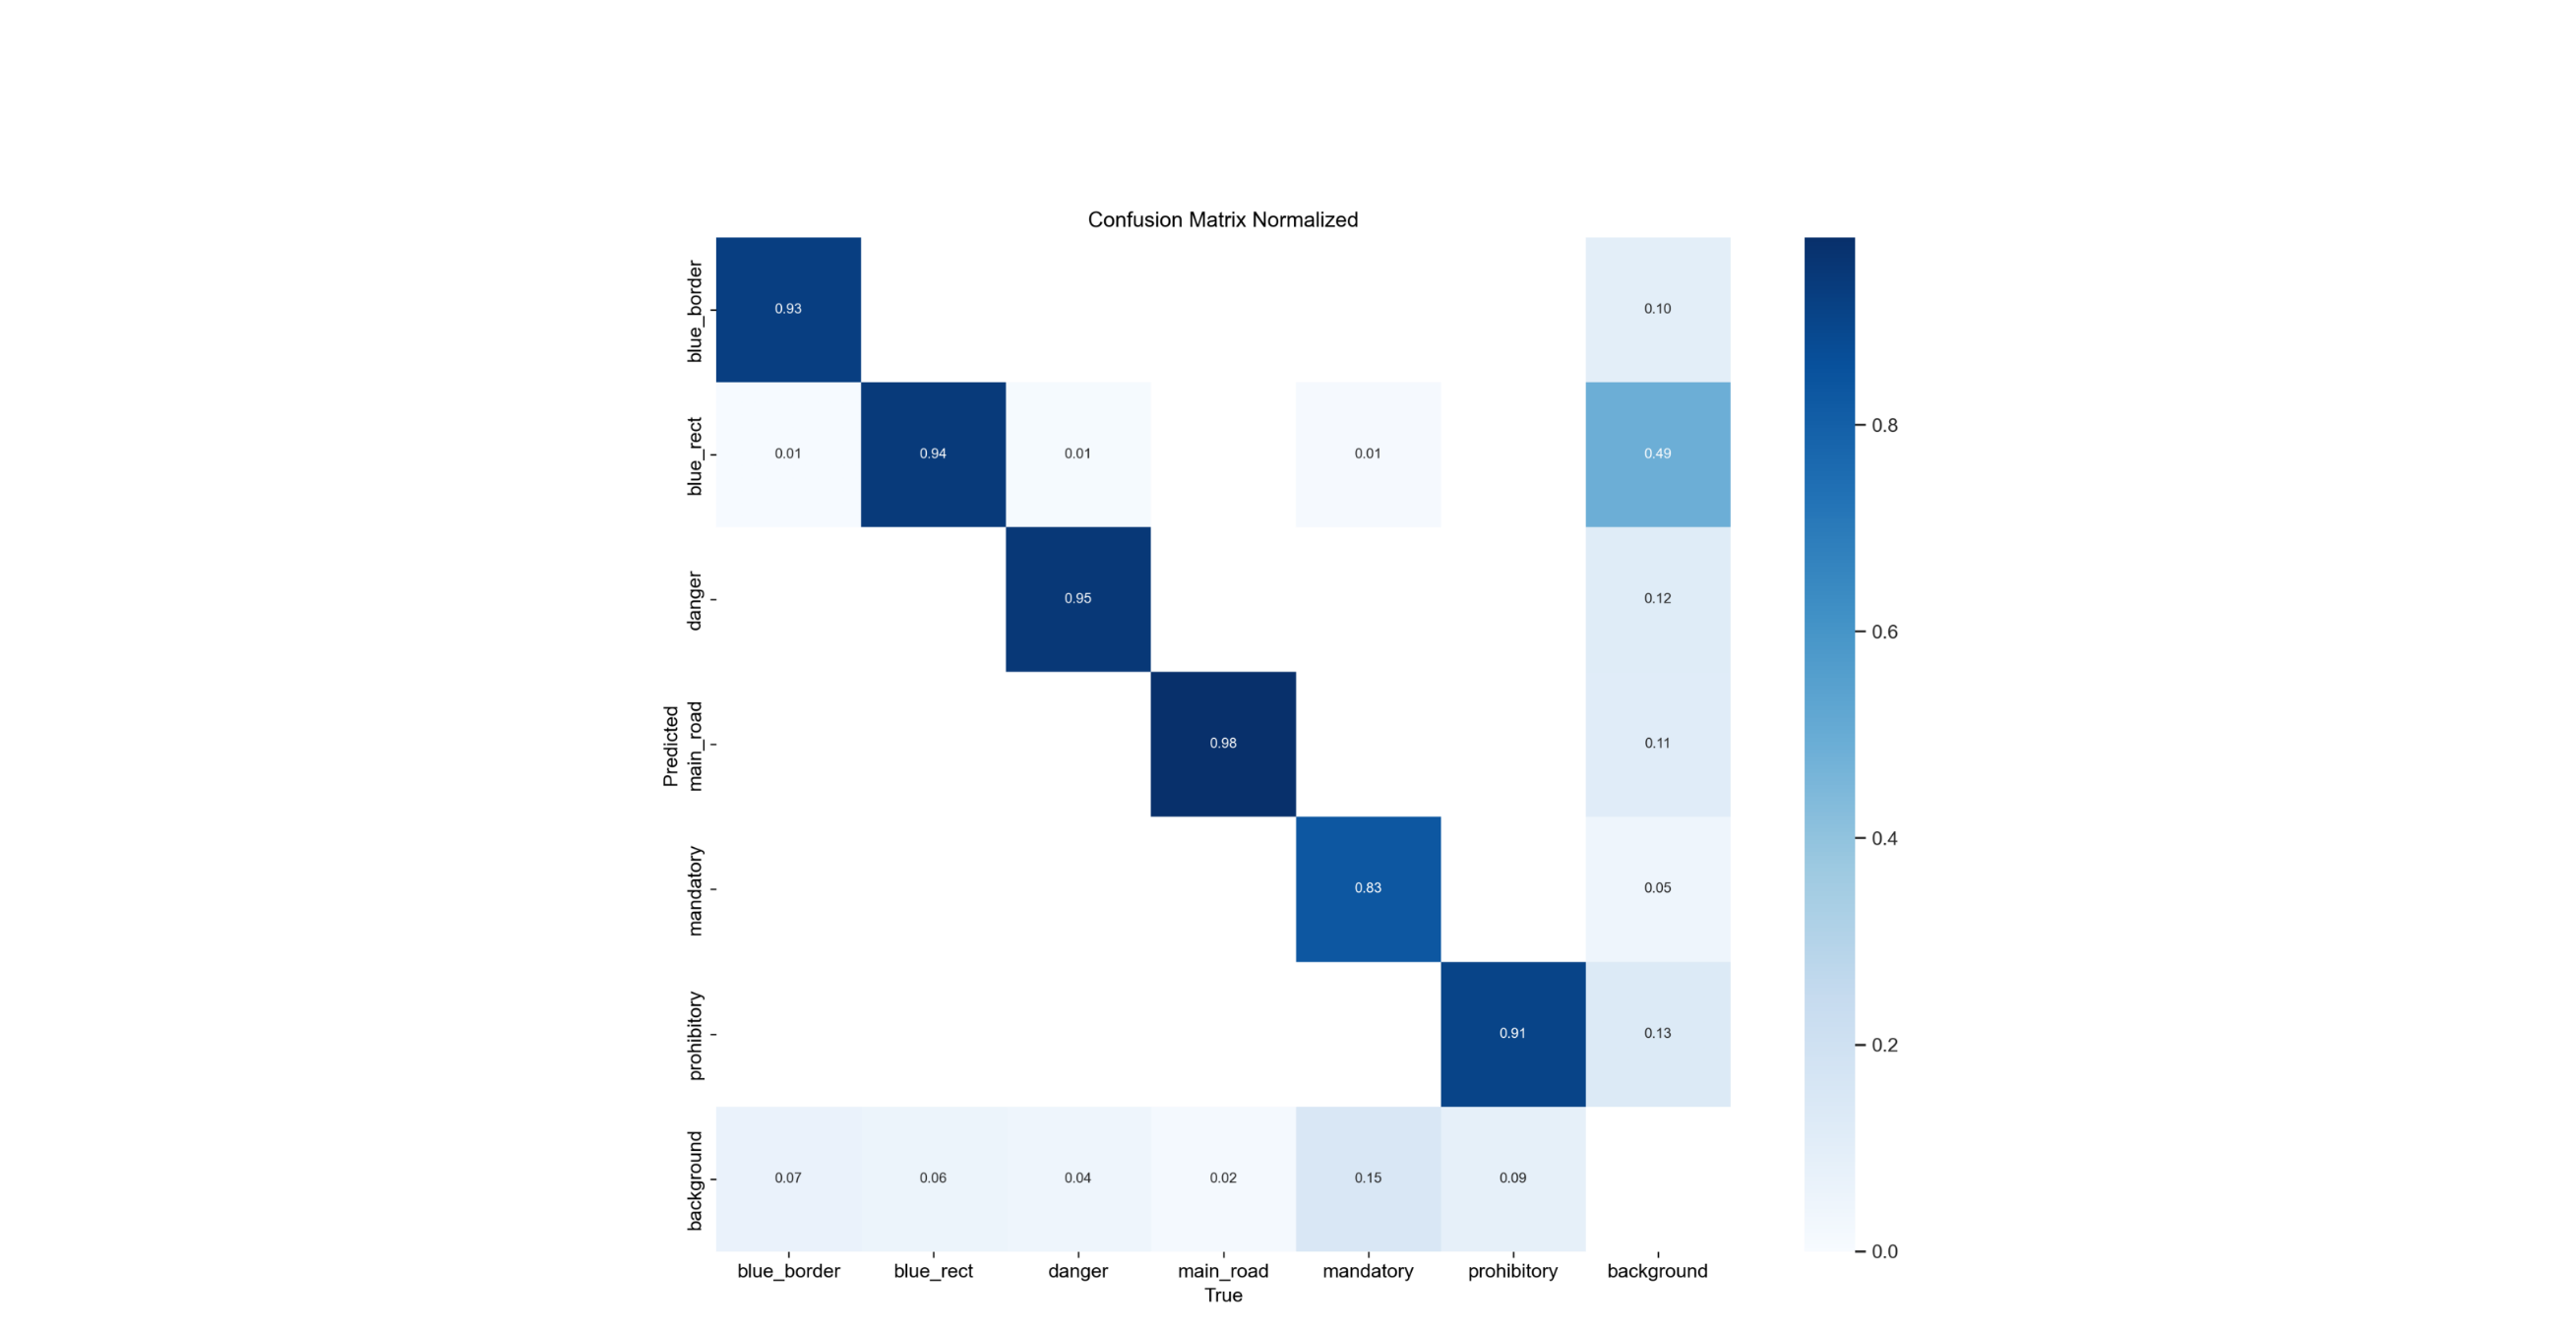 Confusion Matrix Normalized
blue_border
0.93
0.10
blue_rect
0.01 0.94 0.01 0.01 0.49
danger
0.95
0.12
Predicted
main_road
0.98
0.11
mandatory
0.83
0.05
prohibitory
0.91
0.13
background
0.07 0.06 0.04 0.02 0.15 0.09
blue_border blue_rect danger main_road mandatory prohibitory background
True
0.8
0.6
0.4
0.2
0.0